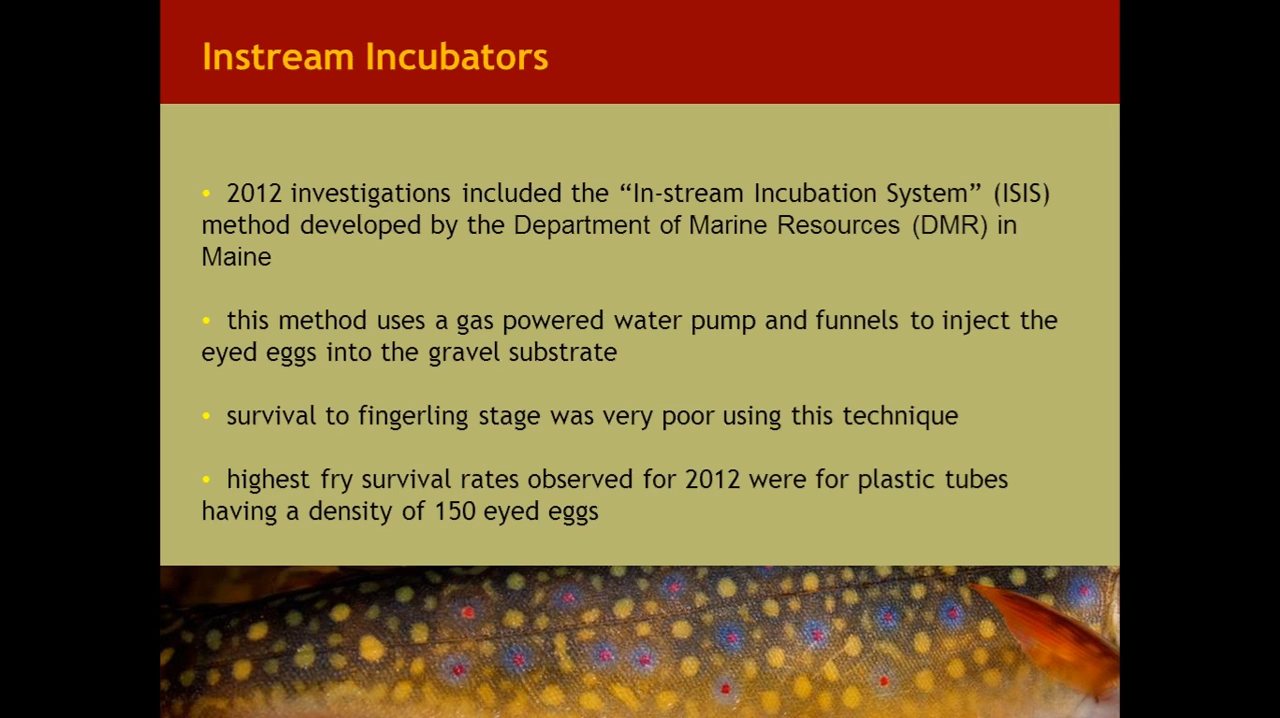 Instream Incubators
• 2012 investigations included the “In-stream Incubation System” (ISIS)
method developed by the Department of Marine Resources (DMR) in
Maine
• this method uses a gas powered water pump and funnels to inject the
eyed eggs into the gravel substrate
• survival to fingerling stage was very poor using this technique
• highest fry survival rates observed for 2012 were for plastic tubes
having a density of 150 eyed eggs